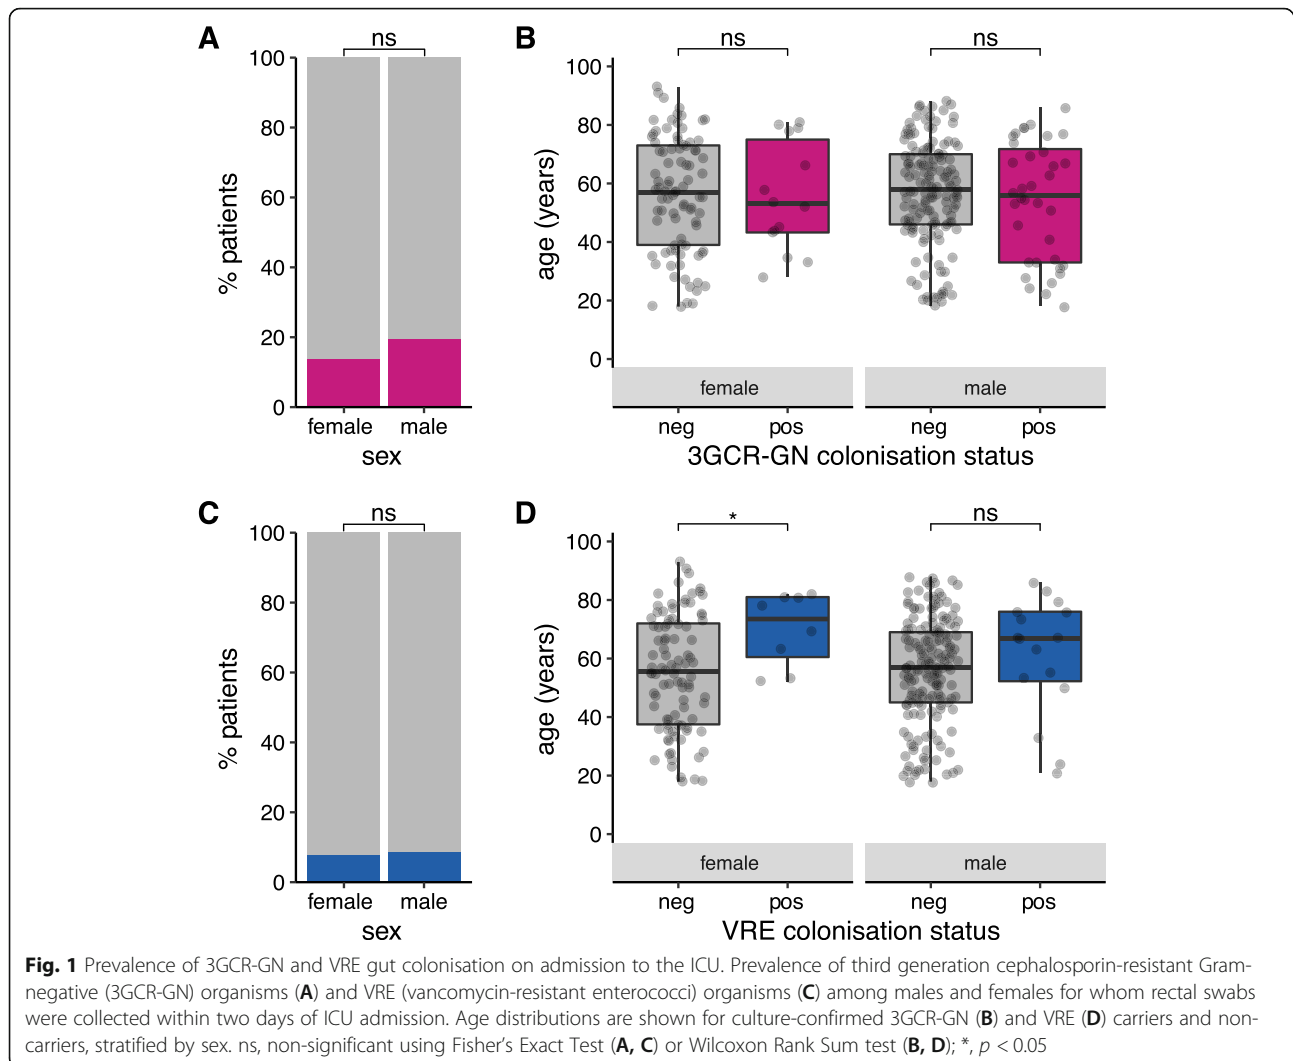 A
ns
100
80
60
40
20
0
% patients
female male
sex
B
ns ns
100
80
60
40
20
0
age (years)
female male
neg pos neg pos
3GCR-GN colonisation status
C
ns
100
80
60
40
20
0
% patients
female male
sex
D
* ns
100
80
60
40
20
0
age (years)
female male
neg pos neg pos
VRE colonisation status
Fig. 1 Prevalence of 3GCR-GN and VRE gut colonisation on admission to the ICU. Prevalence of third generation cephalosporin-resistant Gram-
negative (3GCR-GN) organisms (A) and VRE (vancomycin-resistant enterococci) organisms (C) among males and females for whom rectal swabs
were collected within two days of ICU admission. Age distributions are shown for culture-confirmed 3GCR-GN (B) and VRE (D) carriers and non-
carriers, stratified by sex. ns, non-significant using Fisher's Exact Test (A, C) or Wilcoxon Rank Sum test (B, D); *, p < 0.05